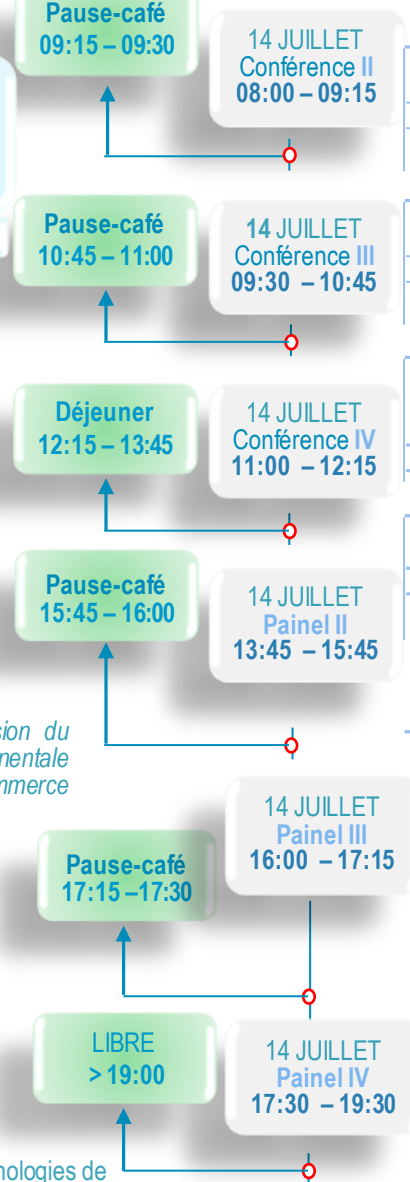 Pause-café
09:15 – 09:30
14 JUILLET
Conférence II
08:00 – 09:15
Pause-café
10:45 – 11:00
14 JUILLET
Conférence III
09:30 – 10:45
Déjeuner
12:15 – 13:45
14 JUILLET
Conférence IV
11:00 – 12:15
Pause-café
15:45 – 16:00
14 JUILLET
Painel II
13:45 – 15:45
du
14 JUILLET
Painel III
16:00 – 17:15
Pause-café
17:15 –17:30
LIBRE
> 19:00
14 JUILLET
Painel IV
17:30 – 19:30
de